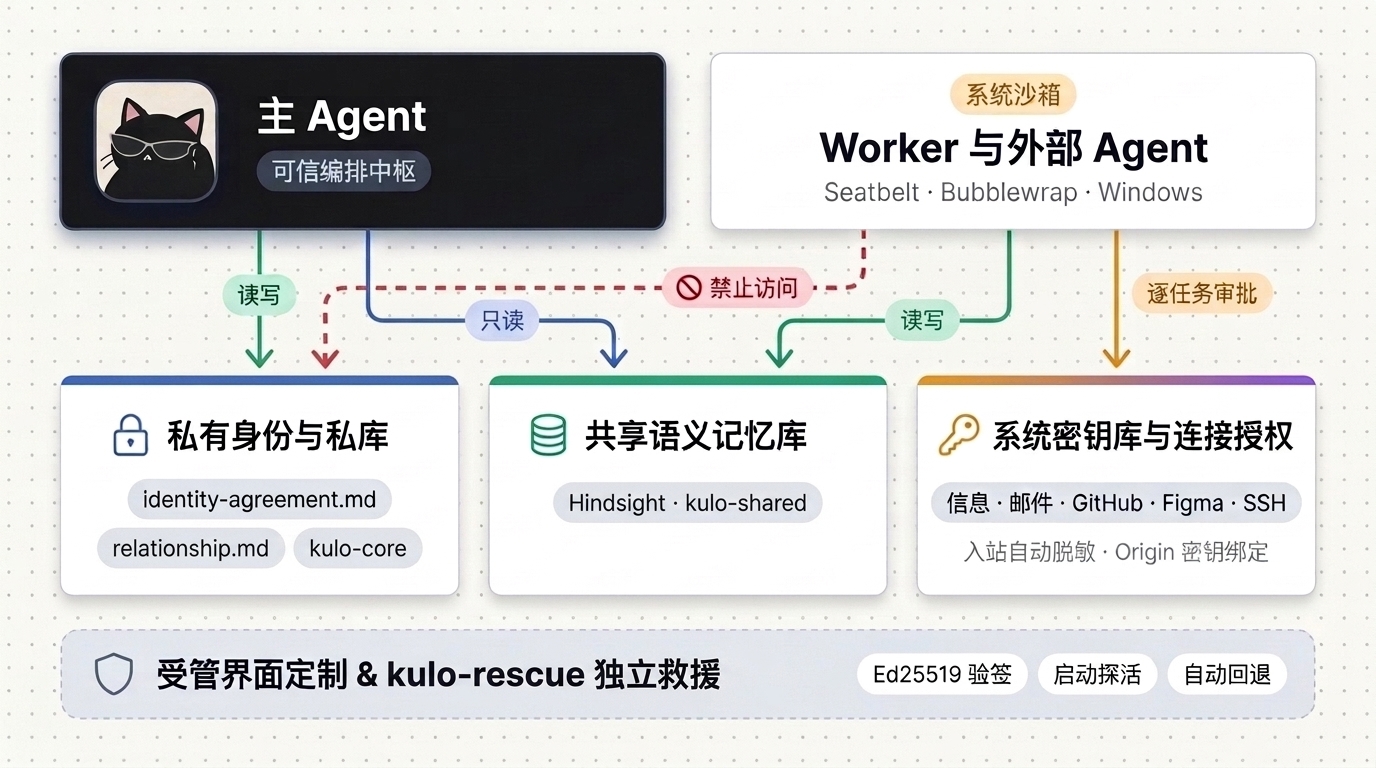 主 Agent
可信编排中枢
系统沙箱
Worker 与外部 Agent
Seatbelt · Bubblewrap · Windows
读写
禁止访问
只读
读写
逐任务审批
私有身份与私库
identity-agreement.md
relationship.md
kulo-core
共享语义记忆库
Hindsight · kulo-shared
系统密钥库与连接授权
信息 · 邮件 · GitHub · Figma · SSH
入站自动脱敏 · Origin 密钥绑定
受管界面定制 & kulo-rescue 独立救援
Ed25519 验签
启动探活
自动回退